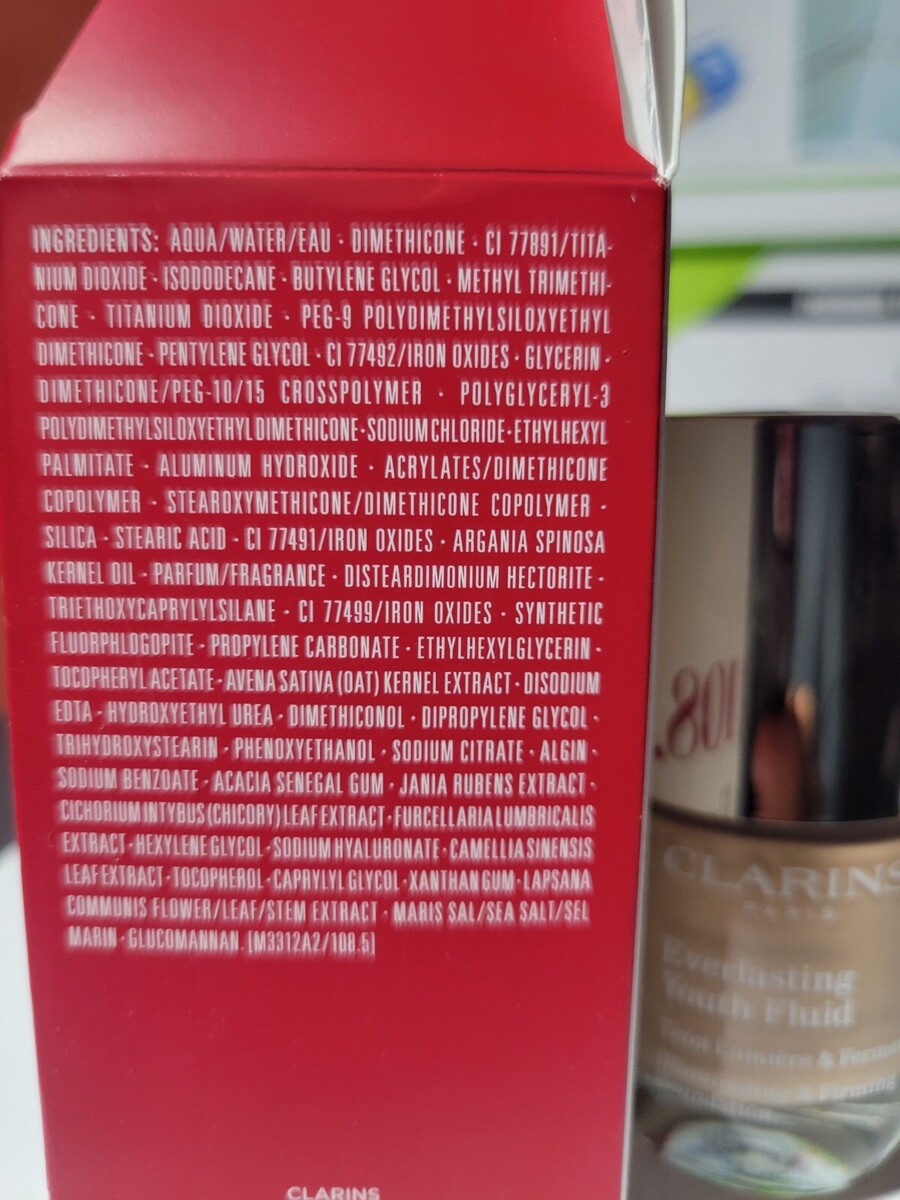 INGREDIENTS: AQUA/WATER/EAU · DIMETHICONE · CI 77891/TITA-
NIUM DIOXIDE · ISODODECANE · BUTYLENE GLYCOL · METHYL TRIMETHI-
CONE · TITANIUM DIOXIDE · PEG-9 POLYDIMETHYLSILOXYETHYL
DIMETHICONE · PENTYLENE GLYCOL · CI 77492/IRON OXIDES · GLYCERIN ·
DIMETHICONE/PEG-10/15 CROSSPOLYMER · POLYGLYCERYL-3
POLYDIMETHYLSILOXYETHYL DIMETHICONE · SODIUM CHLORIDE · ETHYLHEXYL
PALMITATE · ALUMINUM HYDROXIDE · ACRYLATES/DIMETHICONE
COPOLYMER · STEAROXYMETHICONE/DIMETHICONE COPOLYMER ·
SILICA · STEARIC ACID · CI 77491/IRON OXIDES · ARGANIA SPINOSA
KERNEL OIL · PARFUM/FRAGRANCE · DISTEARDIMONIUM HECTORITE ·
TRIETHOXYCAPRYLYLSILANE · CI 77499/IRON OXIDES · SYNTHETIC
FLUORPHLOGOPITE · PROPYLENE CARBONATE · ETHYLHEXYLGLYCERIN ·
TOCOPHERYL ACETATE · AVENA SATIVA (OAT) KERNEL EXTRACT · DISODIUM
EDTA · HYDROXYETHYL UREA · DIMETHICONOL · DIPROPYLENE GLYCOL ·
TRIHYDROXYSTEARIN · PHENOXYETHANOL · SODIUM CITRATE · ALGIN ·
SODIUM BENZOATE · ACACIA SENEGAL GUM · JANIA RUBENS EXTRACT ·
CICHORIUM INTYBUS (CHICORY) LEAF EXTRACT · FURCELLARIA LUMBRICALIS
EXTRACT · HEXYLENE GLYCOL · SODIUM HYALURONATE · CAMELLIA SINENSIS
LEAF EXTRACT · TOCOPHEROL · CAPRYLYL GLYCOL · XANTHAN GUM · LAPSANA
COMMUNIS FLOWER/LEAF/STEM EXTRACT · MARIS SAL/SEA SALT/SEL
MARIN · GLUCOMANNAN. [M3312A2/108.5]
CLARINS
CLARINS
PARIS
Everlasting
Youth Fluid
Teint Lumière &
& Firming